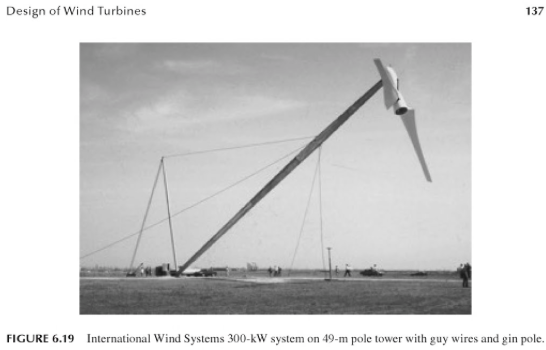 Design of Wind Turbines
137
FIGURE 6.19 International Wind Systems 300-kW system on 49-m pole tower with guy wires and gin pole.